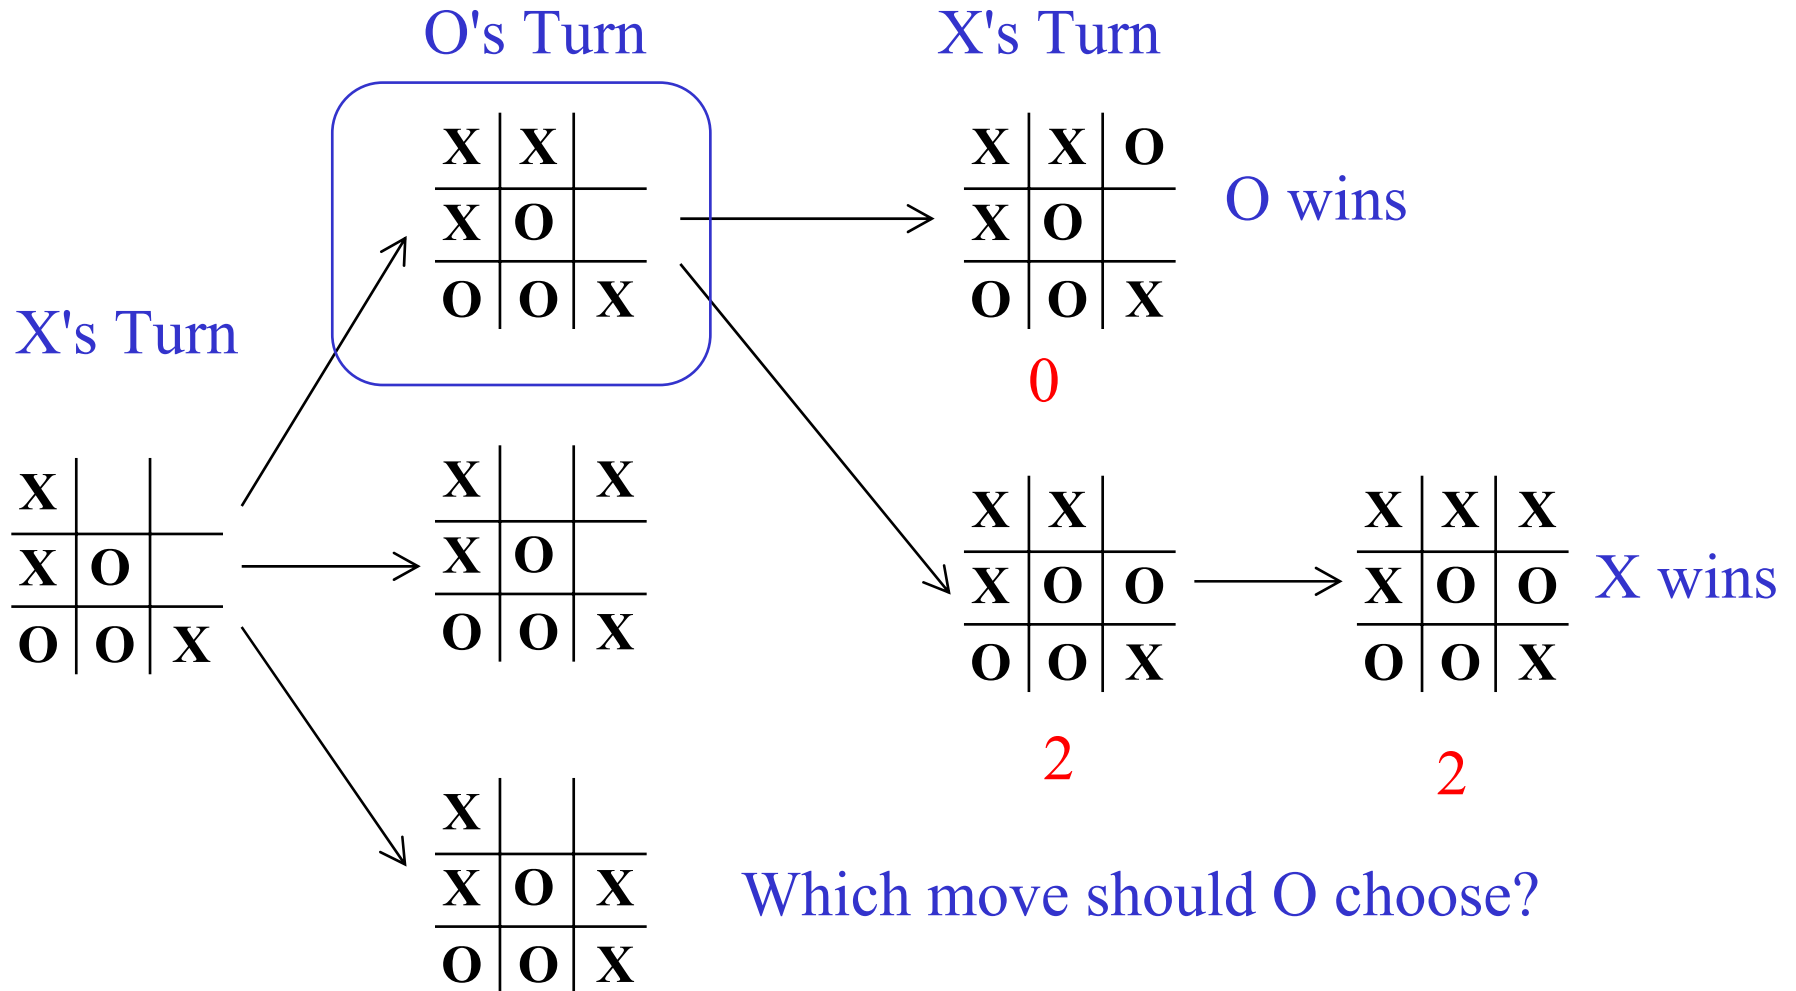 O's Turn
X's Turn
X X
X O
O O X
X X O
X O
O O X
O wins
0
X's Turn
X
X O
O O X
X X
X O
O O X
X X
X O O
O O X
2
X X X
X O O
O O X
X wins
2
X
X O X
O O X
Which move should O choose?